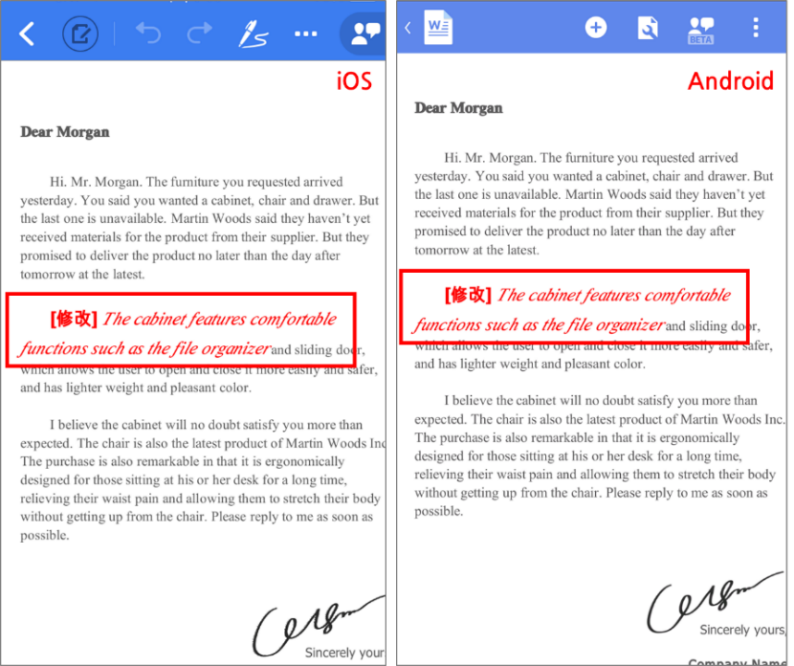 iOS
Dear Morgan
Hi. Mr. Morgan. The furniture you requested arrived
yesterday. You said you wanted a cabinet, chair and drawer. But
the last one is unavailable. Martin Woods said they haven't yet
received materials for the product from their supplier. But they
promised to deliver the product no later than the day after
tomorrow at the latest.
[修改] The cabinet features comfortable
functions such as the file organizer and sliding door,
which allows the user to open and close it more easily and safer,
and has lighter weight and pleasant color.
I believe the cabinet will no doubt satisfy you more than
expected. The chair is also the latest product of Martin Woods Inc
The purchase is also remarkable in that it is ergonomically
designed for those sitting at his or her desk for a long time,
relieving their waist pain and allowing them to stretch their body
without getting up from the chair. Please reply to me as soon as
possible.
Sincerely your
W
BETA
Android
Dear Morgan
Hi. Mr. Morgan. The furniture you requested arrived
yesterday. You said you wanted a cabinet, chair and drawer. But
the last one is unavailable. Martin Woods said they haven't yet
received materials for the product from their supplier. But they
promised to deliver the product no later than the day after
tomorrow at the latest.
[修改] The cabinet features comfortable
functions such as the file organizer and sliding door,
which allows the user to open and close it more easily and safer,
and has lighter weight and pleasant color.
I believe the cabinet will no doubt satisfy you more than
expected. The chair is also the latest product of Martin Woods Inc.
The purchase is also remarkable in that it is ergonomically
designed for those sitting at his or her desk for a long time,
relieving their waist pain and allowing them to stretch their body
without getting up from the chair. Please reply to me as soon as
possible.
Sincerely yours,
Company Name